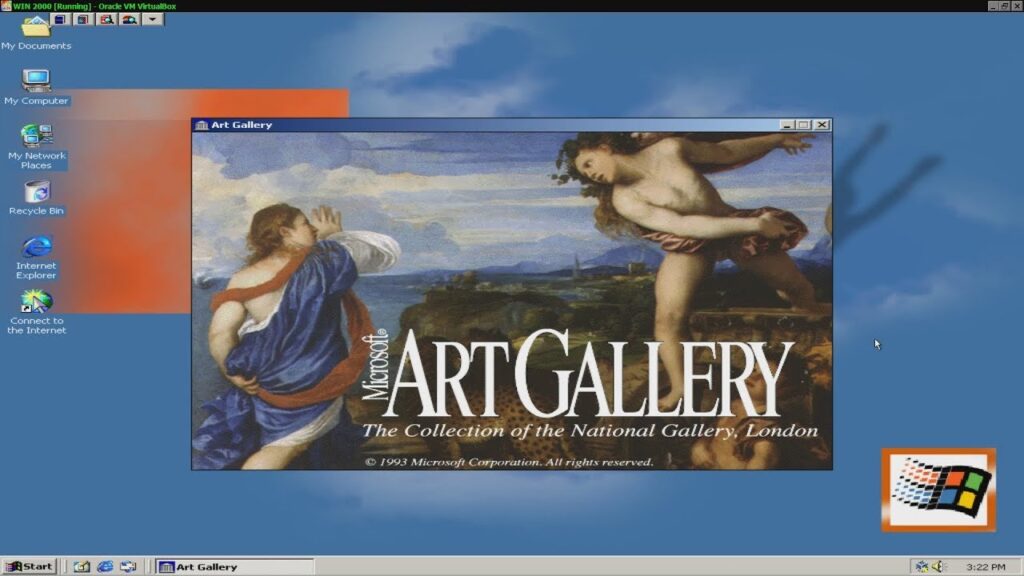 WIN 2000 [Running] - Oracle VM VirtualBox
My Documents
My Computer
My Network
Places
Recycle Bin
Internet
Explorer
Connect to
the Internet
Art Gallery
Microsoft®
ART GALLERY
The Collection of the National Gallery, London
© 1993 Microsoft Corporation. All rights reserved.
Start
Art Gallery
3:22 PM